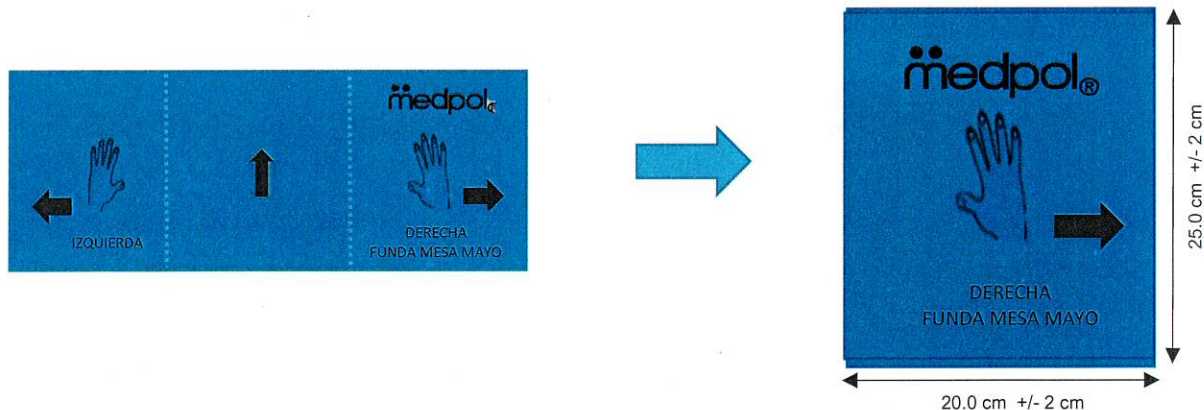 medpol
IZQUIERDA
DERECHA
FUNDA MESA MAYO
medpol®
DERECHA
FUNDA MESA MAYO
25.0 cm +/- 2 cm
20.0 cm +/- 2 cm